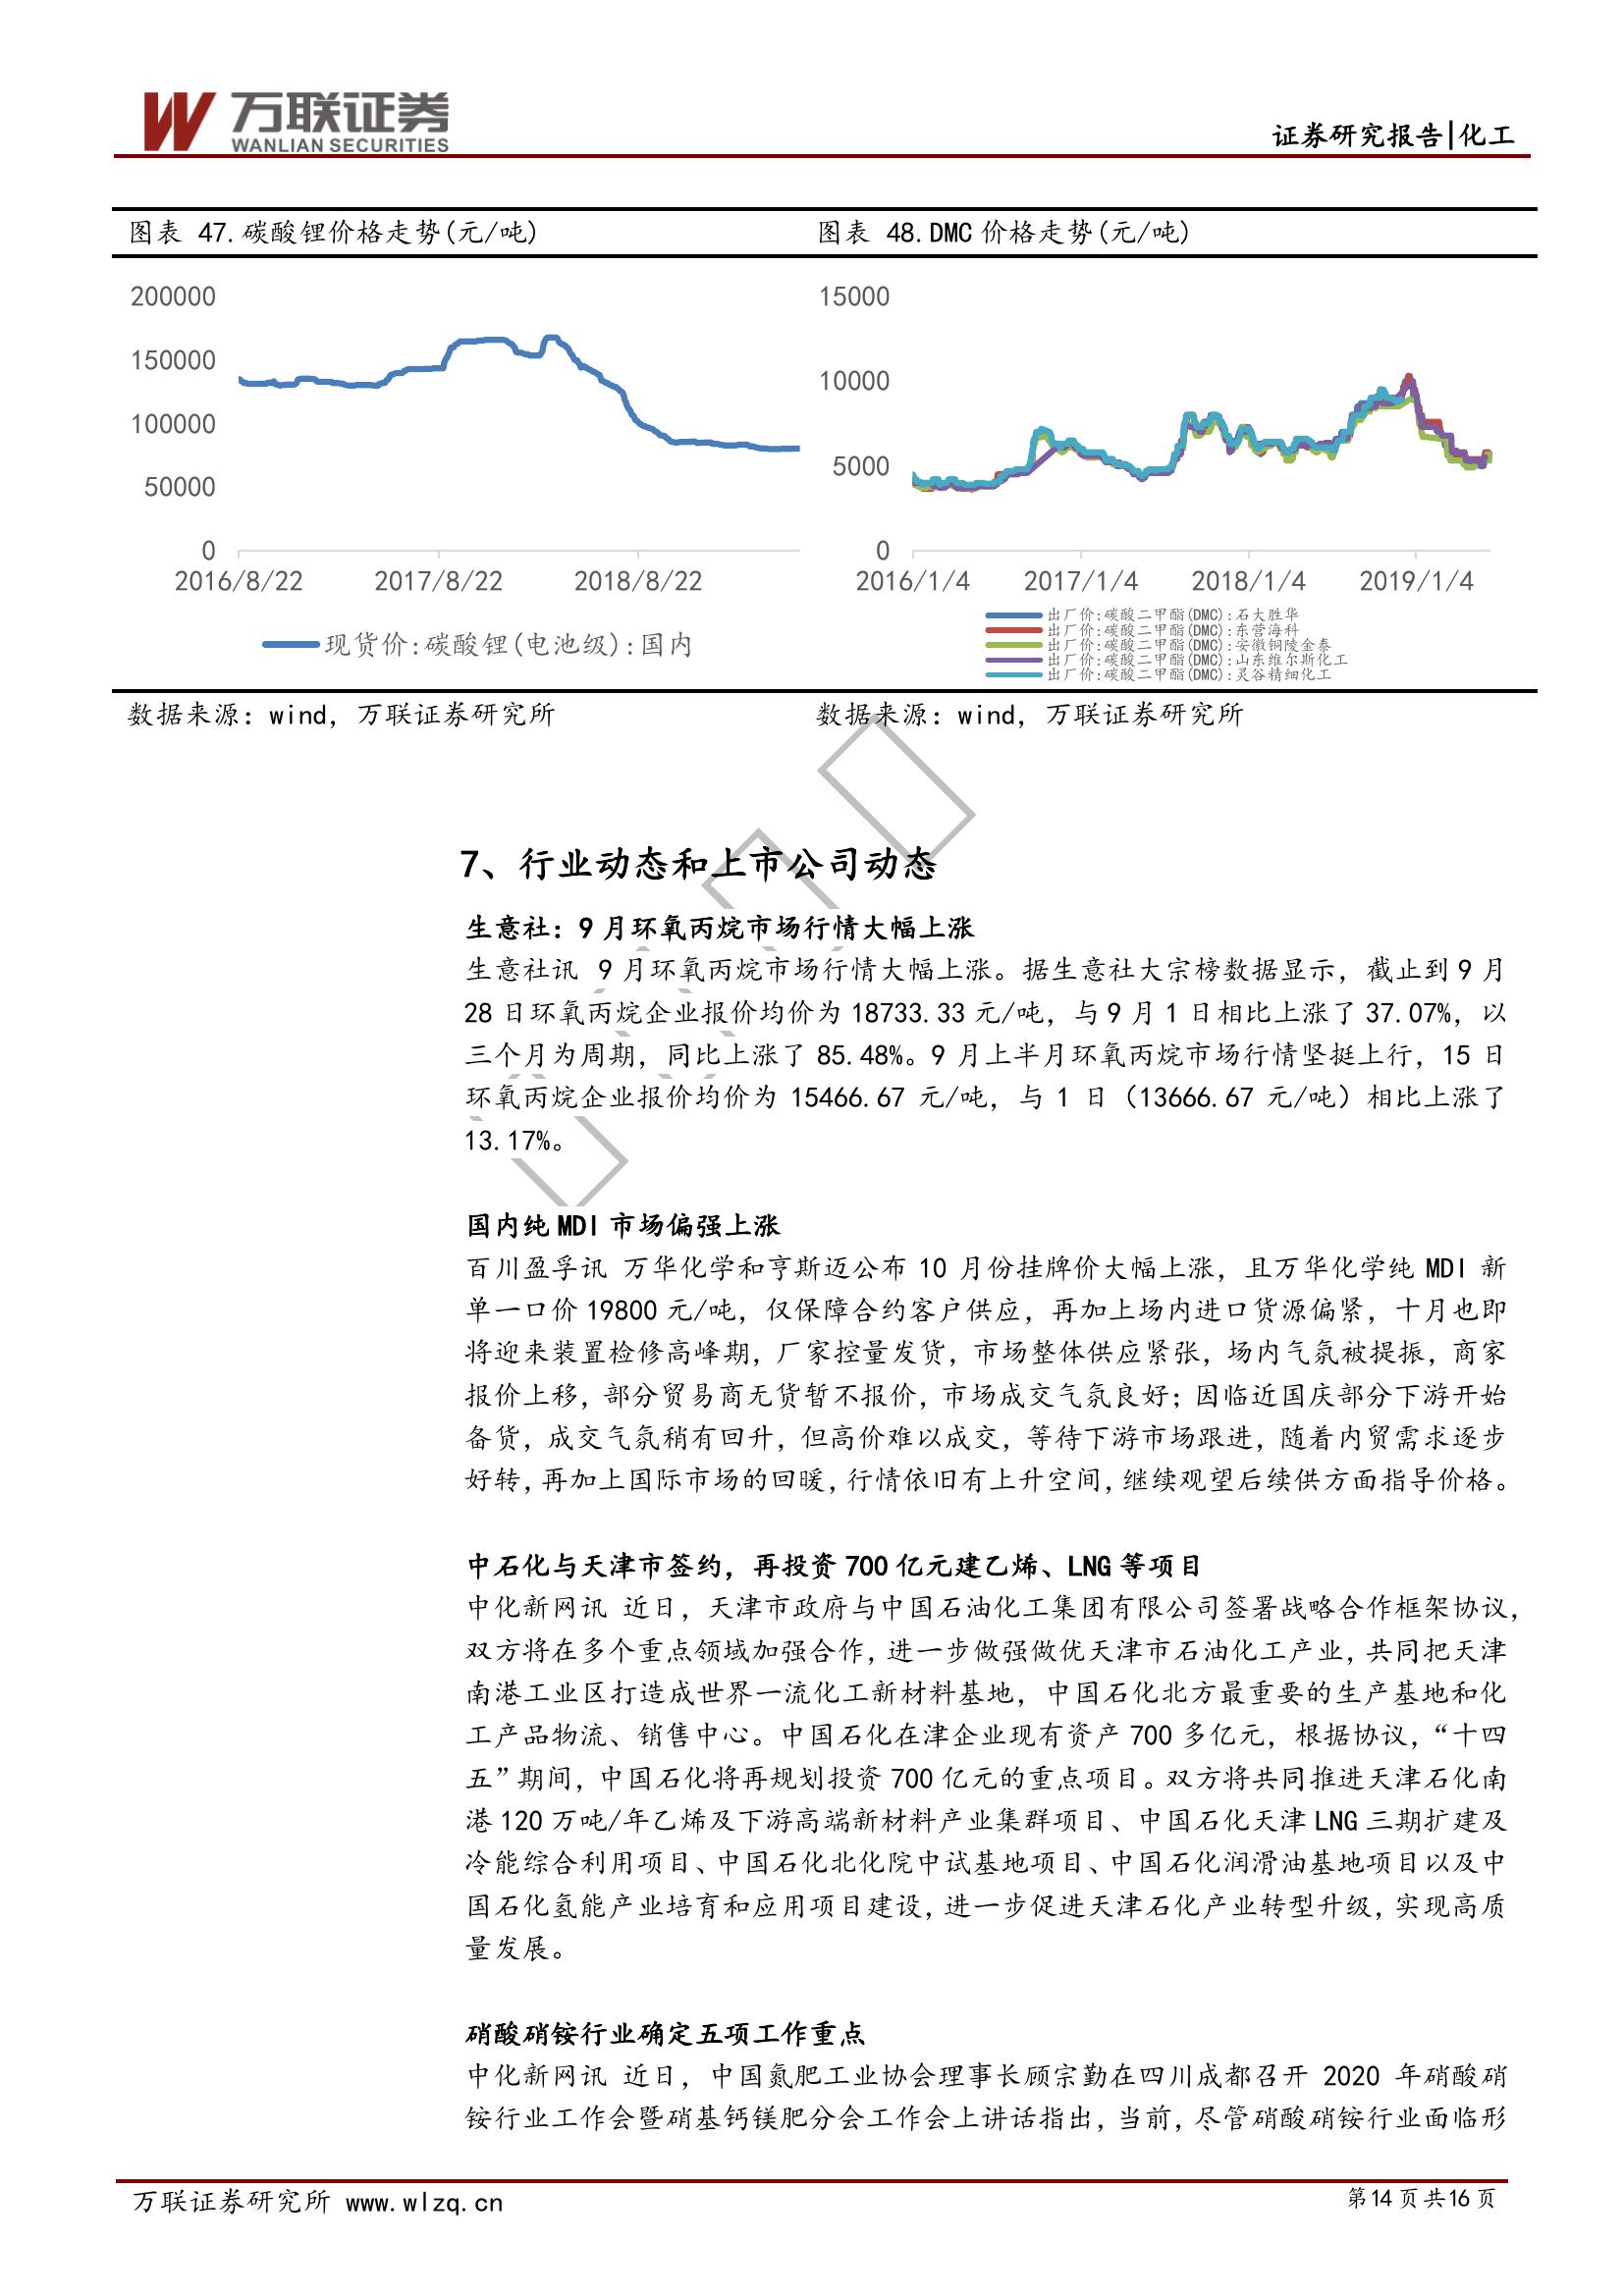 万联证券
WANLIAN SECURITIES
证券研究报告|化工
图表 47.碳酸锂价格走势(元/吨)
图表 48.DMC 价格走势(元/吨)
200000
150000
100000
50000
0
2016/8/22 2017/8/22 2018/8/22
现货价:碳酸锂(电池级):国内
15000
10000
5000
0
2016/1/4 2017/1/4 2018/1/4 2019/1/4
出厂价:碳酸二甲酯(DMC):石大胜华
出厂价:碳酸二甲酯(DMC):东营海科
出厂价:碳酸二甲酯(DMC):安徽铜陵金泰
出厂价:碳酸二甲酯(DMC):山东维尔斯化工
出厂价:碳酸二甲酯(DMC):灵谷精细化工
数据来源：wind，万联证券研究所
数据来源：wind，万联证券研究所
7、行业动态和上市公司动态
生意社：9 月环氧丙烷市场行情大幅上涨
生意社讯 9 月环氧丙烷市场行情大幅上涨。据生意社大宗榜数据显示，截止到 9 月
28 日环氧丙烷企业报价均价为 18733.33 元/吨，与 9 月 1 日相比上涨了 37.07%，以
三个月为周期，同比上涨了 85.48%。9 月上半月环氧丙烷市场行情坚挺上行，15 日
环氧丙烷企业报价均价为 15466.67 元/吨，与 1 日（13666.67 元/吨）相比上涨了
13.17%。
国内纯 MDI 市场偏强上涨
百川盈孚讯 万华化学和亨斯迈公布 10 月份挂牌价大幅上涨，且万华化学纯 MDI 新
单一口价 19800 元/吨，仅保障合约客户供应，再加上场内进口货源偏紧，十月也即
将迎来装置检修高峰期，厂家控量发货，市场整体供应紧张，场内气氛被提振，商家
报价上移，部分贸易商无货暂不报价，市场成交气氛良好；因临近国庆部分下游开始
备货，成交气氛稍有回升，但高价难以成交，等待下游市场跟进，随着内贸需求逐步
好转，再加上国际市场的回暖，行情依旧有上升空间，继续观望后续供方面指导价格。
中石化与天津市签约，再投资 700 亿元建乙烯、LNG 等项目
中化新网讯 近日，天津市政府与中国石油化工集团有限公司签署战略合作框架协议，
双方将在多个重点领域加强合作，进一步做强做优天津市石油化工产业，共同把天津
南港工业区打造成世界一流化工新材料基地，中国石化北方最重要的生产基地和化
工产品物流、销售中心。中国石化在津企业现有资产 700 多亿元，根据协议，“十四
五”期间，中国石化将再规划投资 700 亿元的重点项目。双方将共同推进天津石化南
港 120 万吨/年乙烯及下游高端新材料产业集群项目、中国石化天津 LNG 三期扩建及
冷能综合利用项目、中国石化北化院中试基地项目、中国石化润滑油基地项目以及中
国石化氢能产业培育和应用项目建设，进一步促进天津石化产业转型升级，实现高质
量发展。
硝酸硝铵行业确定五项工作重点
中化新网讯 近日，中国氮肥工业协会理事长顾宗勤在四川成都召开 2020 年硝酸硝
铵行业工作会暨硝基钙镁肥分会工作会上讲话指出，当前，尽管硝酸硝铵行业面临形
万联证券研究所 www.wlzq.cn
第14页共16页